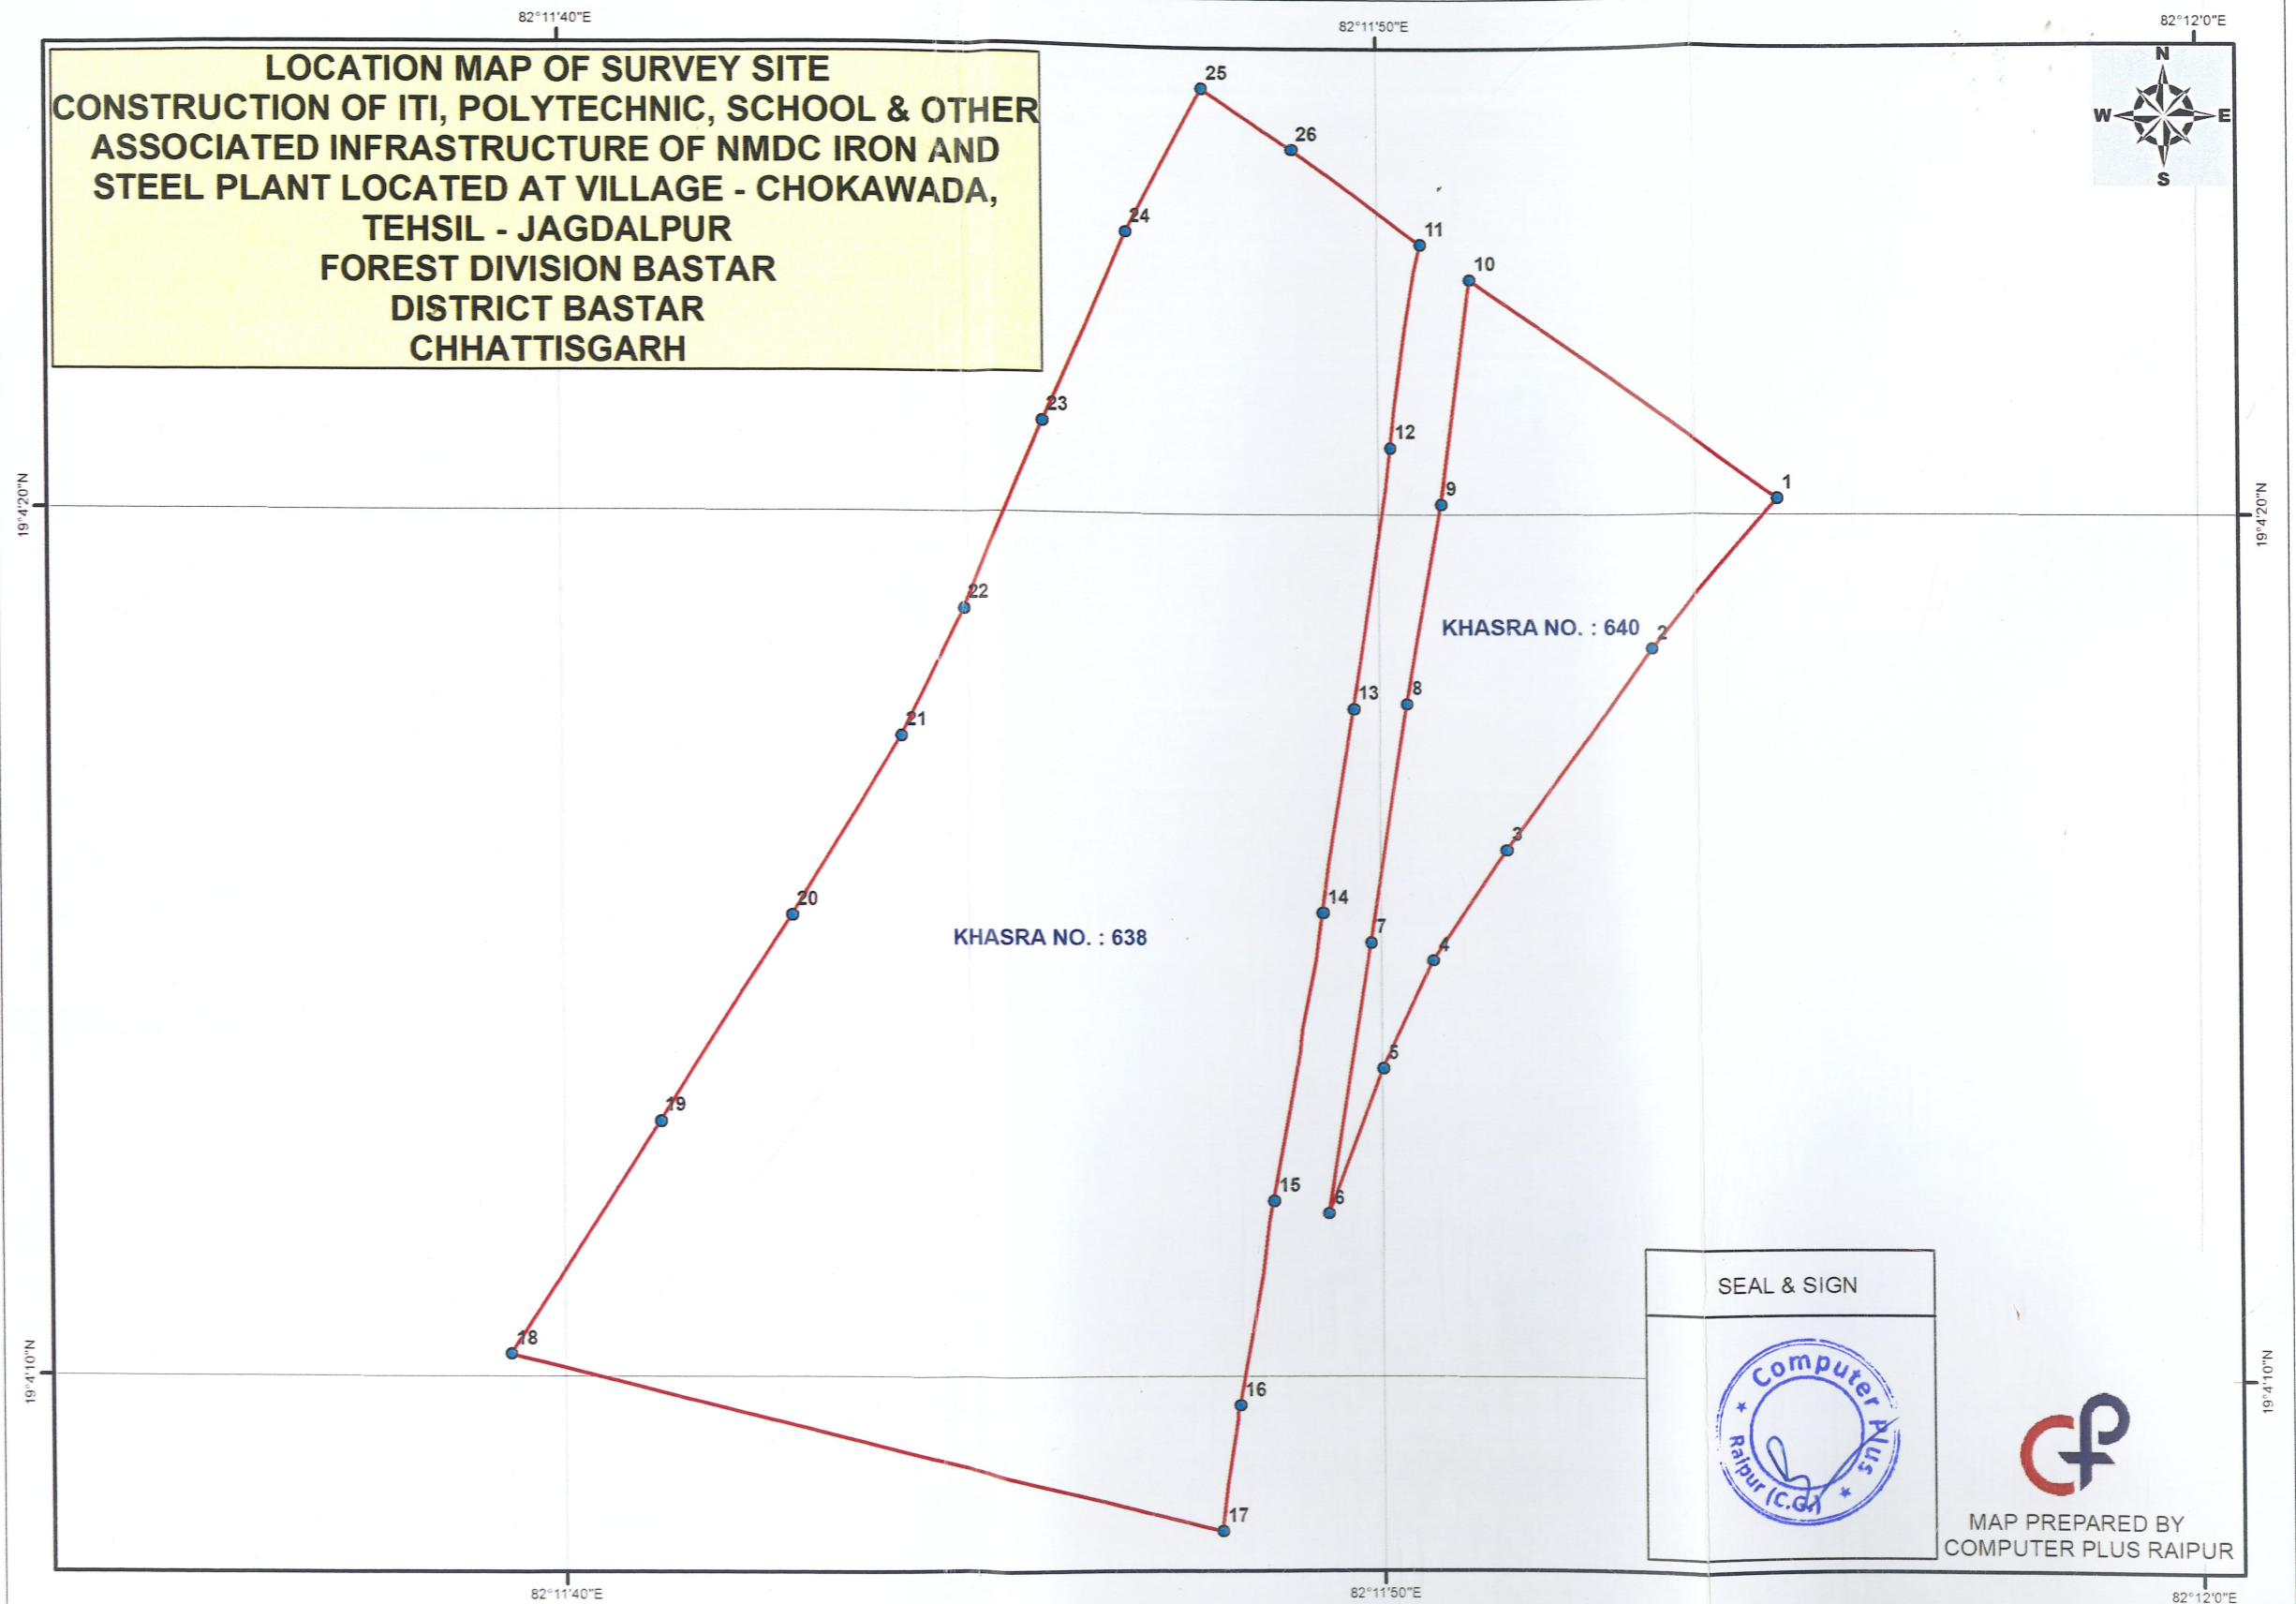 82°11'40"E
82°11'50"E
82°12'0"E
LOCATION MAP OF SURVEY SITE
CONSTRUCTION OF ITI, POLYTECHNIC, SCHOOL & OTHER
ASSOCIATED INFRASTRUCTURE OF NMDC IRON AND
STEEL PLANT LOCATED AT VILLAGE - CHOKAWADA,
TEHSIL - JAGDALPUR
FOREST DIVISION BASTAR
DISTRICT BASTAR
CHHATTISGARH
N
W
E
S
25
26
24
11
10
23
12
19°4'20"N
9
1
19°4'20"N
22
KHASRA NO. : 640
2
13
8
21
3
20
14
7
4
KHASRA NO. : 638
5
19
15
6
SEAL & SIGN
18
19°4'10"N
16
19°4'10"N
Computer Plus
Raipur (C.G.)
17
MAP PREPARED BY
COMPUTER PLUS RAIPUR
82°11'40"E
82°11'50"E
82°12'0"E